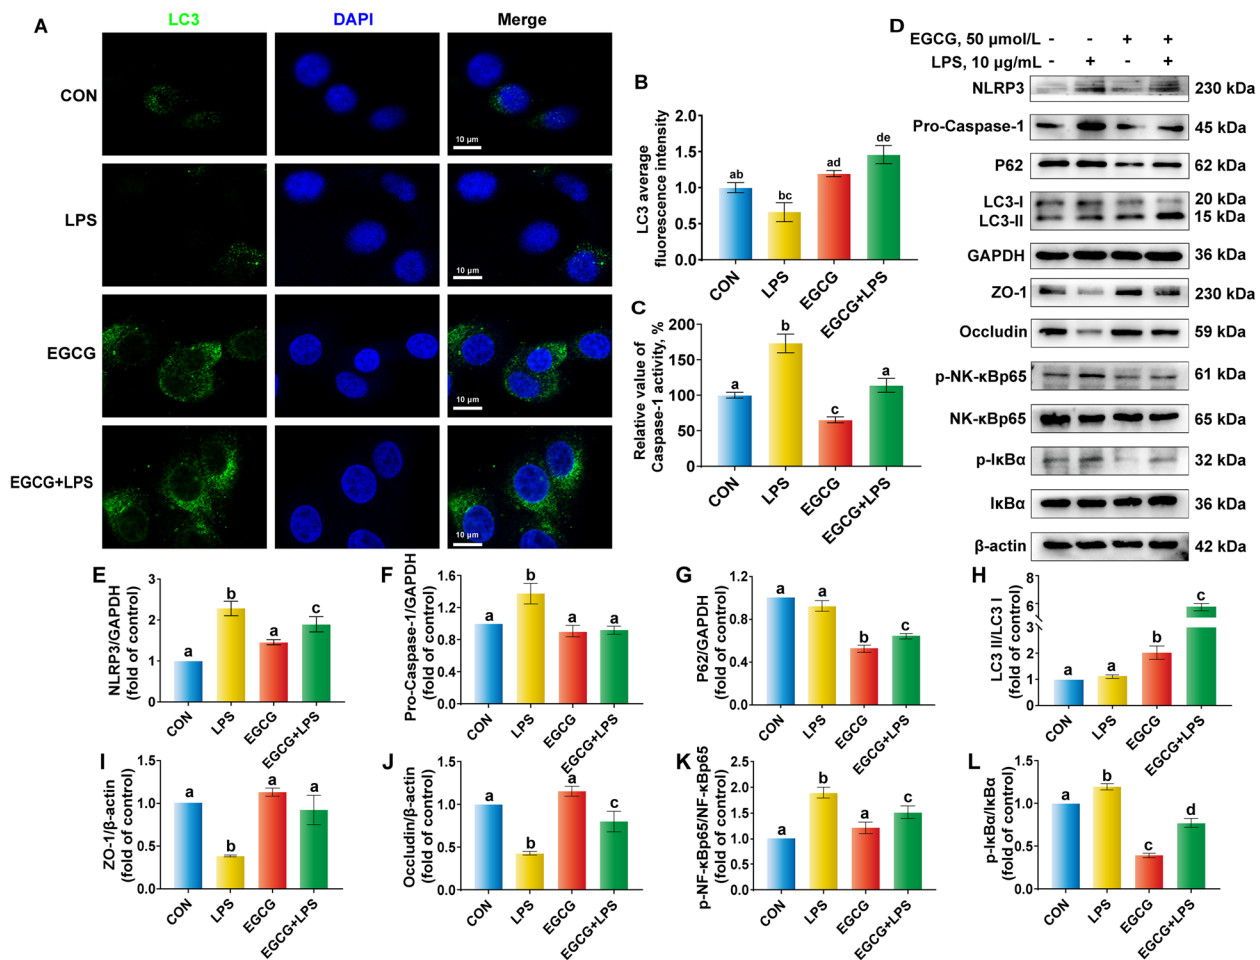 A
LC3
DAPI
Merge
CON
10 μm
LPS
10 μm
EGCG
10 μm
EGCG+LPS
10 μm
B
LC3 average
fluorescence intensity
2.0
1.5
1.0
0.5
0.0
ab
bc
ad
de
CON
LPS
EGCG
EGCG+LPS
C
Relative value of
Caspase-1 activity, %
200
150
100
50
0
a
b
c
a
CON
LPS
EGCG
EGCG+LPS
D
EGCG, 50 μmol/L - - + +
LPS, 10 μg/mL - + - +
NLRP3 230 kDa
Pro-Caspase-1 45 kDa
P62 62 kDa
LC3-I 20 kDa
LC3-II 15 kDa
GAPDH 36 kDa
ZO-1 230 kDa
Occludin 59 kDa
p-NK-κBp65 61 kDa
NK-κBp65 65 kDa
p-IκBα 32 kDa
IκBα 36 kDa
β-actin 42 kDa
E
NLRP3/GAPDH
(fold of control)
3
2
1
0
a
b
a
c
CON
LPS
EGCG
EGCG+LPS
F
Pro-Caspase-1/GAPDH
(fold of control)
1.6
1.2
0.8
0.4
0.0
a
b
a
a
CON
LPS
EGCG
EGCG+LPS
G
P62/GAPDH
(fold of control)
1.2
0.8
0.4
0.0
a
a
b
c
CON
LPS
EGCG
EGCG+LPS
H
LC3 II/LC3 I
(fold of control)
8
6
4
3
2
1
0
a
a
b
c
CON
LPS
EGCG
EGCG+LPS
I
ZO-1/β-actin
(fold of control)
1.5
1.0
0.5
0.0
a
b
a
a
CON
LPS
EGCG
EGCG+LPS
J
Occludin/β-actin
(fold of control)
1.5
1.0
0.5
0.0
a
b
a
c
CON
LPS
EGCG
EGCG+LPS
K
p-NF-κBp65/NF-κBp65
(fold of control)
2.5
2.0
1.5
1.0
0.5
0.0
a
b
a
c
CON
LPS
EGCG
EGCG+LPS
L
p-IκBα/IκBα
(fold of control)
1.5
1.0
0.5
0.0
a
b
c
d
CON
LPS
EGCG
EGCG+LPS